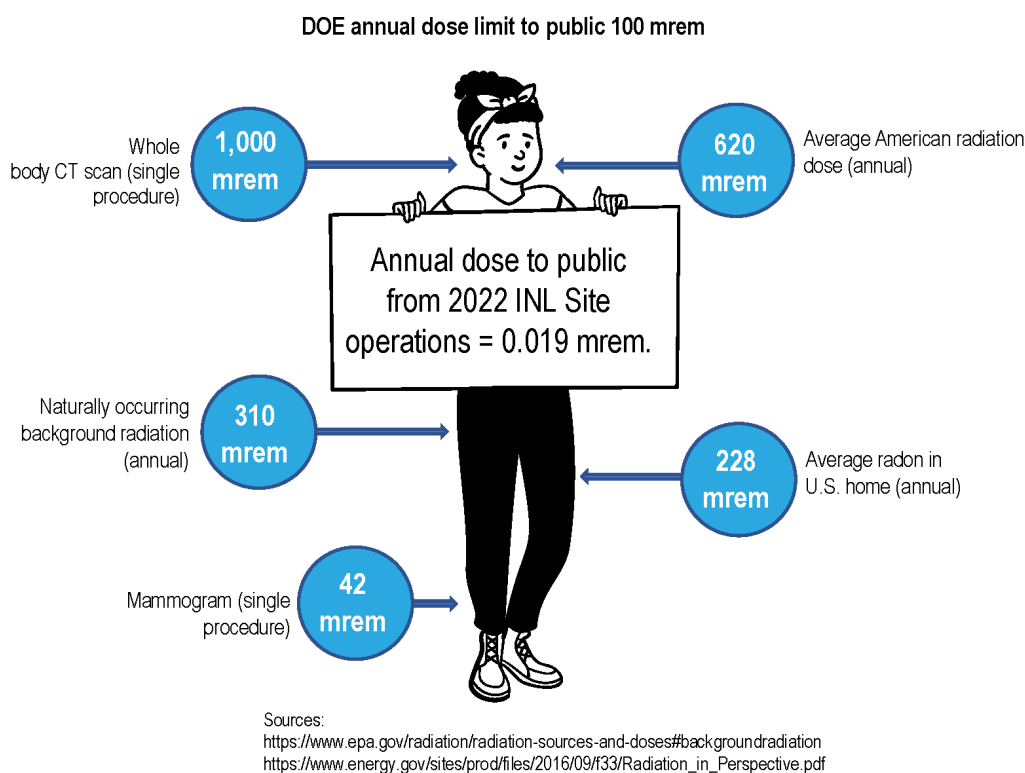 DOE annual dose limit to public 100 mrem
1,000
mrem
Whole
body CT scan (single
procedure)
620
mrem
Average American radiation
dose (annual)
Annual dose to public
from 2022 INL Site
operations = 0.019 mrem.
310
mrem
Naturally occurring
background radiation
(annual)
228
mrem
Average radon in
U.S. home (annual)
42
mrem
Mammogram (single
procedure)
Sources:
https://www.epa.gov/radiation/radiation-sources-and-doses#backgroundradiation
https://www.energy.gov/sites/prod/files/2016/09/f33/Radiation_in_Perspective.pdf